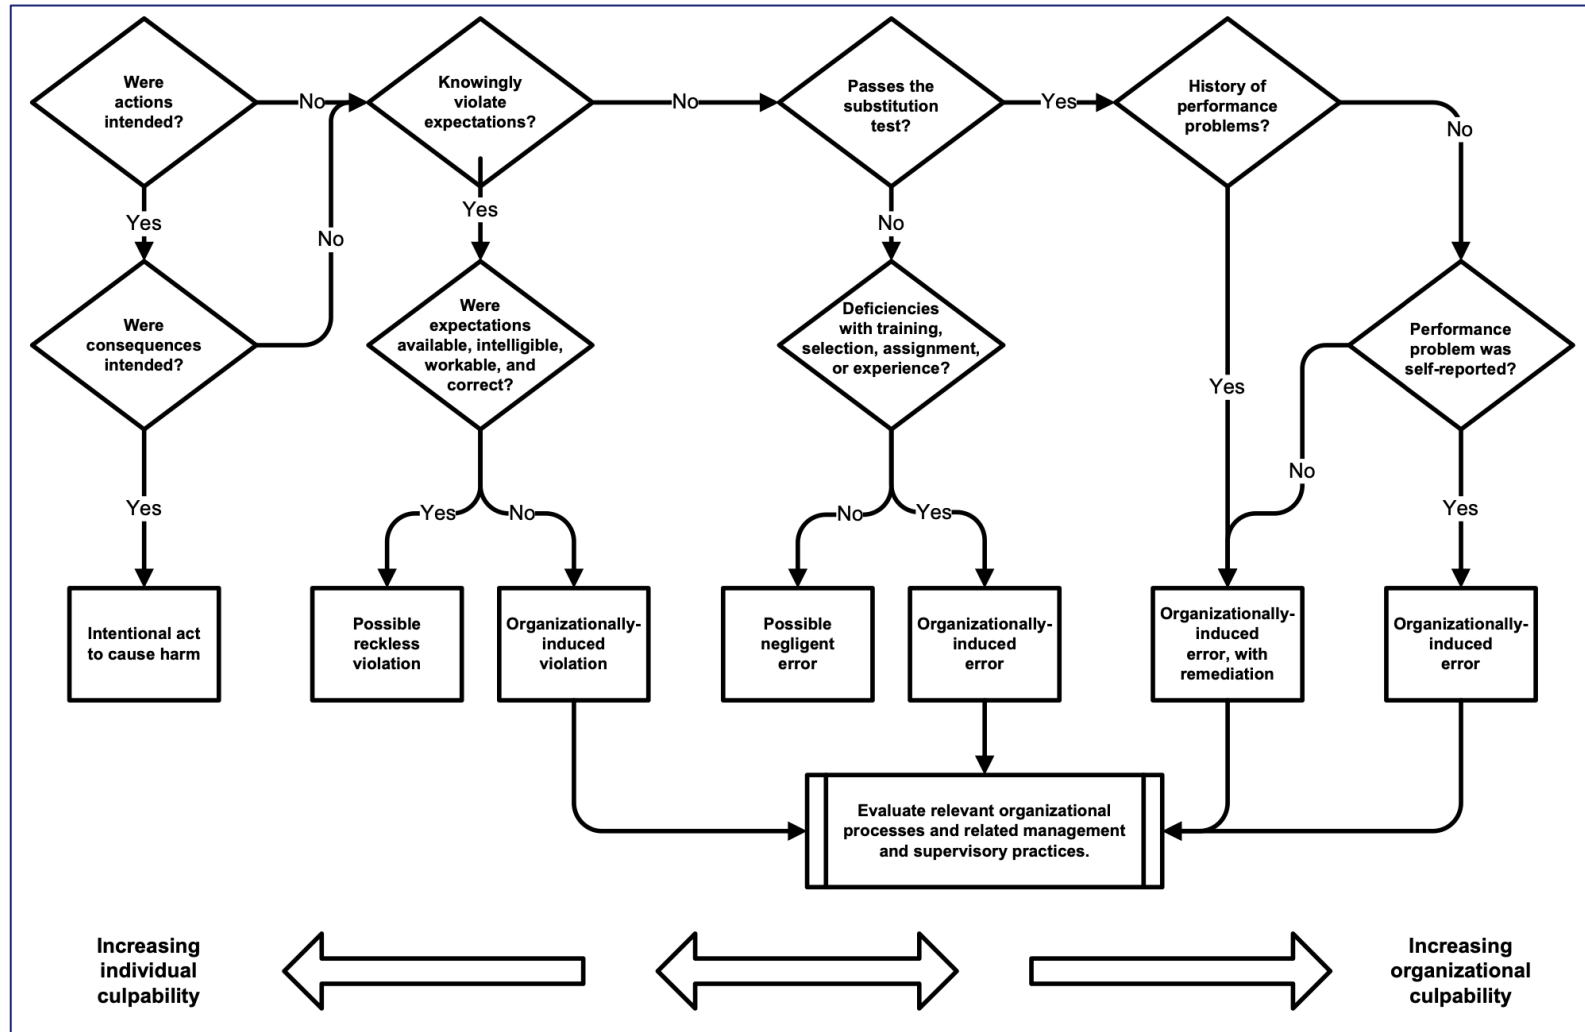 Were
actions
intended?
No
Knowingly
violate
expectations?
No
Passes the
substitution
test?
Yes
History of
performance
problems?
No
Yes
No
Yes
No
Were
consequences
intended?
Were
expectations
available, intelligible,
workable, and
correct?
Deficiencies
with training,
selection, assignment,
or experience?
Yes
Performance
problem was
self-reported?
No
Yes
Yes
No
No
Yes
Yes
Intentional act
to cause harm
Possible
reckless
violation
Organizationally-
induced
violation
Possible
negligent
error
Organizationally-
induced
error
Organizationally-
induced
error, with
remediation
Organizationally-
induced
error
Evaluate relevant organizational
processes and related management
and supervisory practices.
Increasing
individual
culpability
Increasing
organizational
culpability